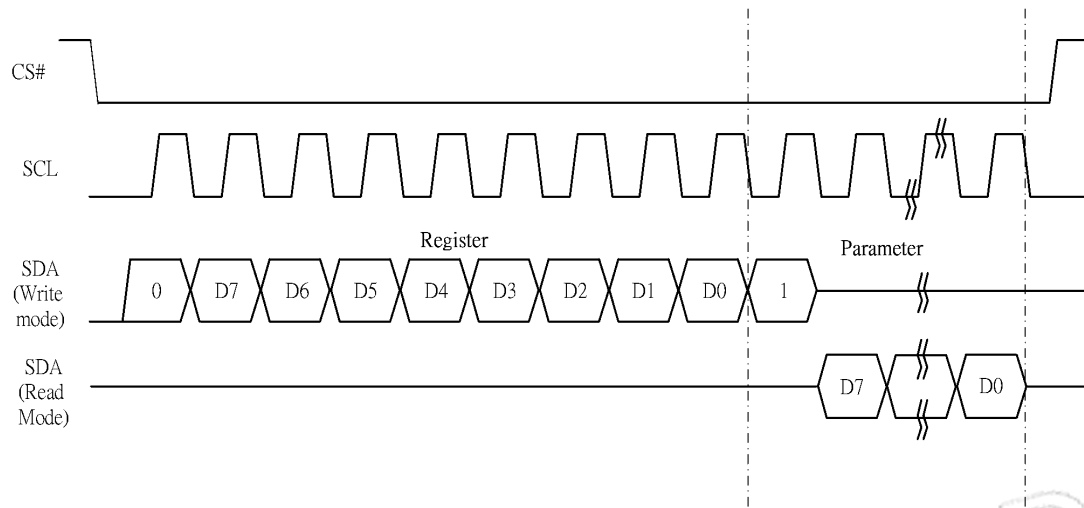 CS#
SCL
Register
Parameter
SDA
(Write
mode)
0 D7 D6 D5 D4 D3 D2 D1 D0 1
SDA
(Read
Mode)
D7 D0